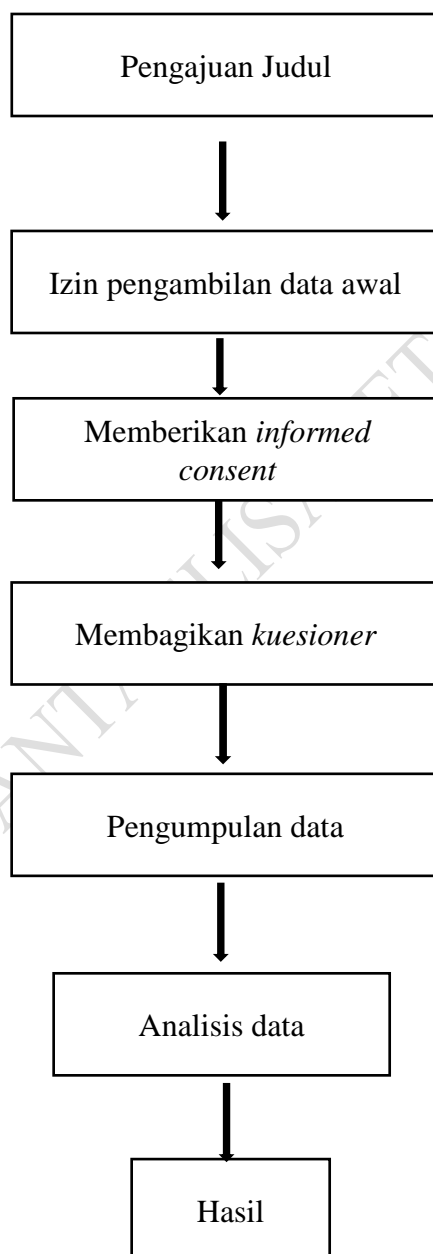 Pengajuan Judul
Izin pengambilan data awal
Memberikan informed
consent
Membagikan kuesioner
Pengumpulan data
Analisis data
Hasil